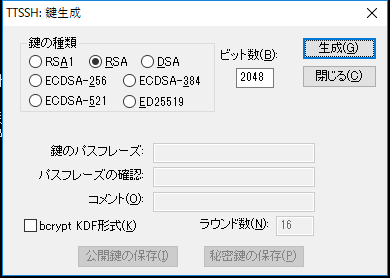 TTSSH: 鍵生成
鍵の種類
RSA1 RSA DSA
ECDSA-256 ECDSA-384
ECDSA-521 ED25519
ビット数(B):
2048
生成(G)
閉じる(C)
鍵のパスフレーズ:
パスフレーズの確認:
コメント(O):
bcrypt KDF形式(K) ラウンド数(N): 16
公開鍵の保存(I) 秘密鍵の保存(P)